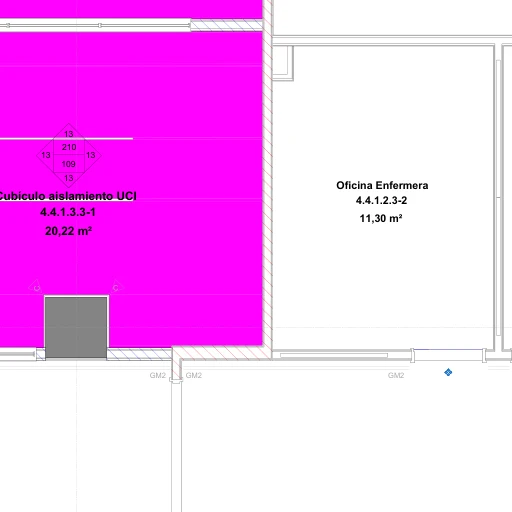 13
210
13
13
109
13
Cubiculo aislamiento UCI
4.4.1.3.3-1
20,22 m²
Oficina Enfermera
4.4.1.2.3-2
11,30 m²
GM2
GM2
GM2